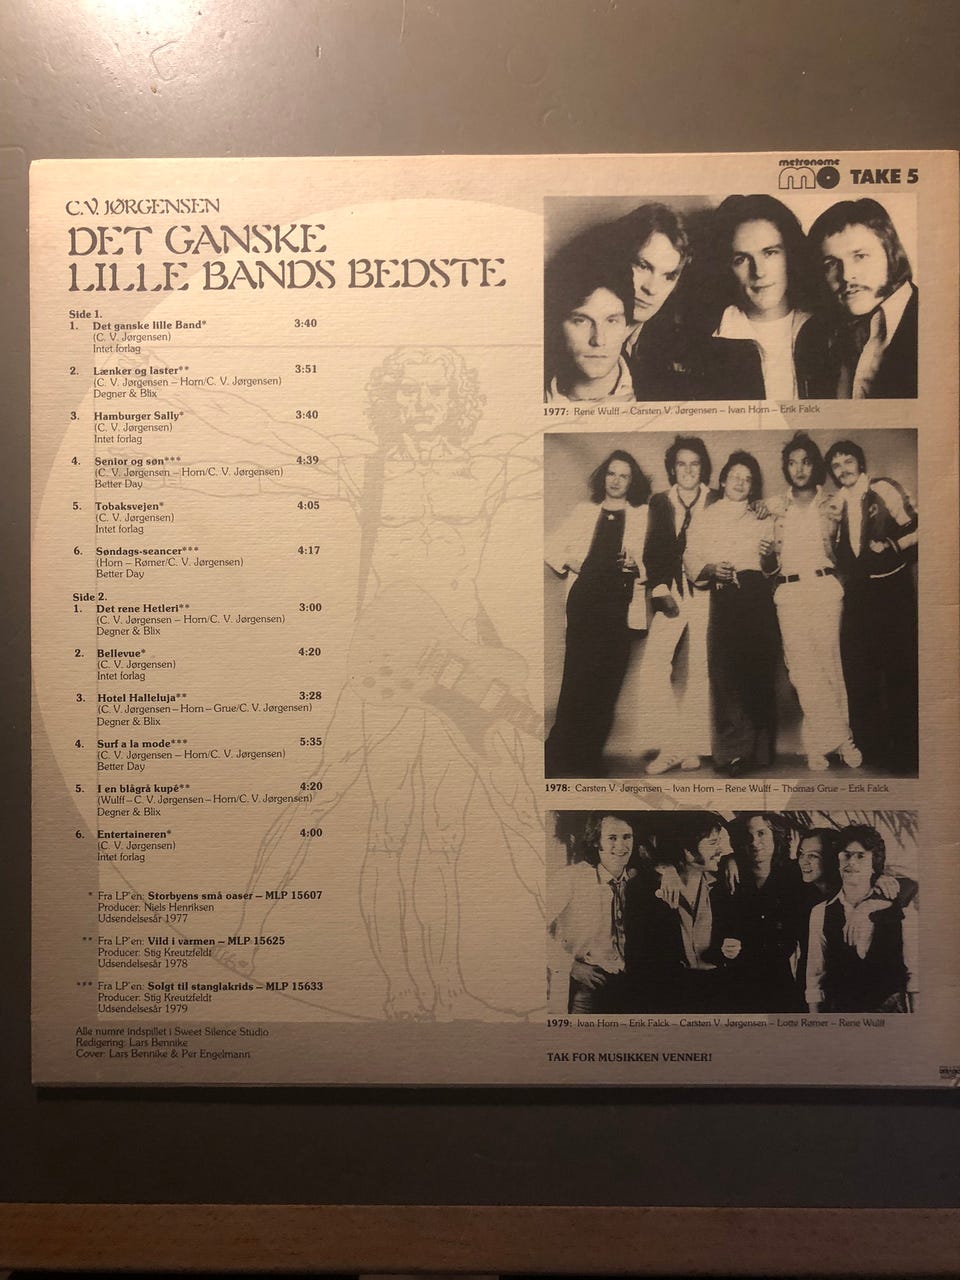 metronome
TAKE 5
C.V. JØRGENSEN
DET GANSKE
LILLE BANDS BEDSTE
Side 1.
1. Det ganske lille Band* 3:40
(C. V. Jørgensen)
Intet forlag
2. Lænker og laster** 3:51
(C. V. Jørgensen – Horn/C. V. Jørgensen)
Degner & Blix
3. Hamburger Sally* 3:40
(C. V. Jørgensen)
Intet forlag
4. Senior og søn*** 4:39
(C. V. Jørgensen – Horn/C. V. Jørgensen)
Better Day
5. Tobaksvejen* 4:05
(C. V. Jørgensen)
Intet forlag
6. Søndags-seancer*** 4:17
(Horn – Rømer/C. V. Jørgensen)
Better Day
Side 2.
1. Det rene Hetleri** 3:00
(C. V. Jørgensen – Horn/C. V. Jørgensen)
Degner & Blix
2. Bellevue* 4:20
(C. V. Jørgensen)
Intet forlag
3. Hotel Halleluja** 3:28
(C. V. Jørgensen – Horn – Grue/C. V. Jørgensen)
Degner & Blix
4. Surf a la mode*** 5:35
(C. V. Jørgensen – Horn/C. V. Jørgensen)
Better Day
5. I en blågrå kupé** 4:20
(Wulff – C. V. Jørgensen – Horn/C. V. Jørgensen)
Degner & Blix
6. Entertaineren* 4:00
(C. V. Jørgensen)
Intet forlag
* Fra LP'en: Storbyens små oaser – MLP 15607
Producer: Niels Henriksen
Udsendelsesår 1977
** Fra LP'en: Vild i varmen – MLP 15625
Producer: Stig Kreutzfeldt
Udsendelsesår 1978
*** Fra LP'en: Solgt til stanglakrids – MLP 15633
Producer: Stig Kreutzfeldt
Udsendelsesår 1979
Alle numre indspillet i Sweet Silence Studio
Redigering: Lars Bennike
Cover: Lars Bennike & Per Engelmann
1977: Rene Wulff – Carsten V. Jørgensen – Ivan Horn – Erik Falck
1978: Carsten V. Jørgensen – Ivan Horn – Rene Wulff – Thomas Grue – Erik Falck
1979: Ivan Horn – Erik Falck – Carsten V. Jørgensen – Lotte Rømer – Rene Wulff
TAK FOR MUSIKKEN VENNER!